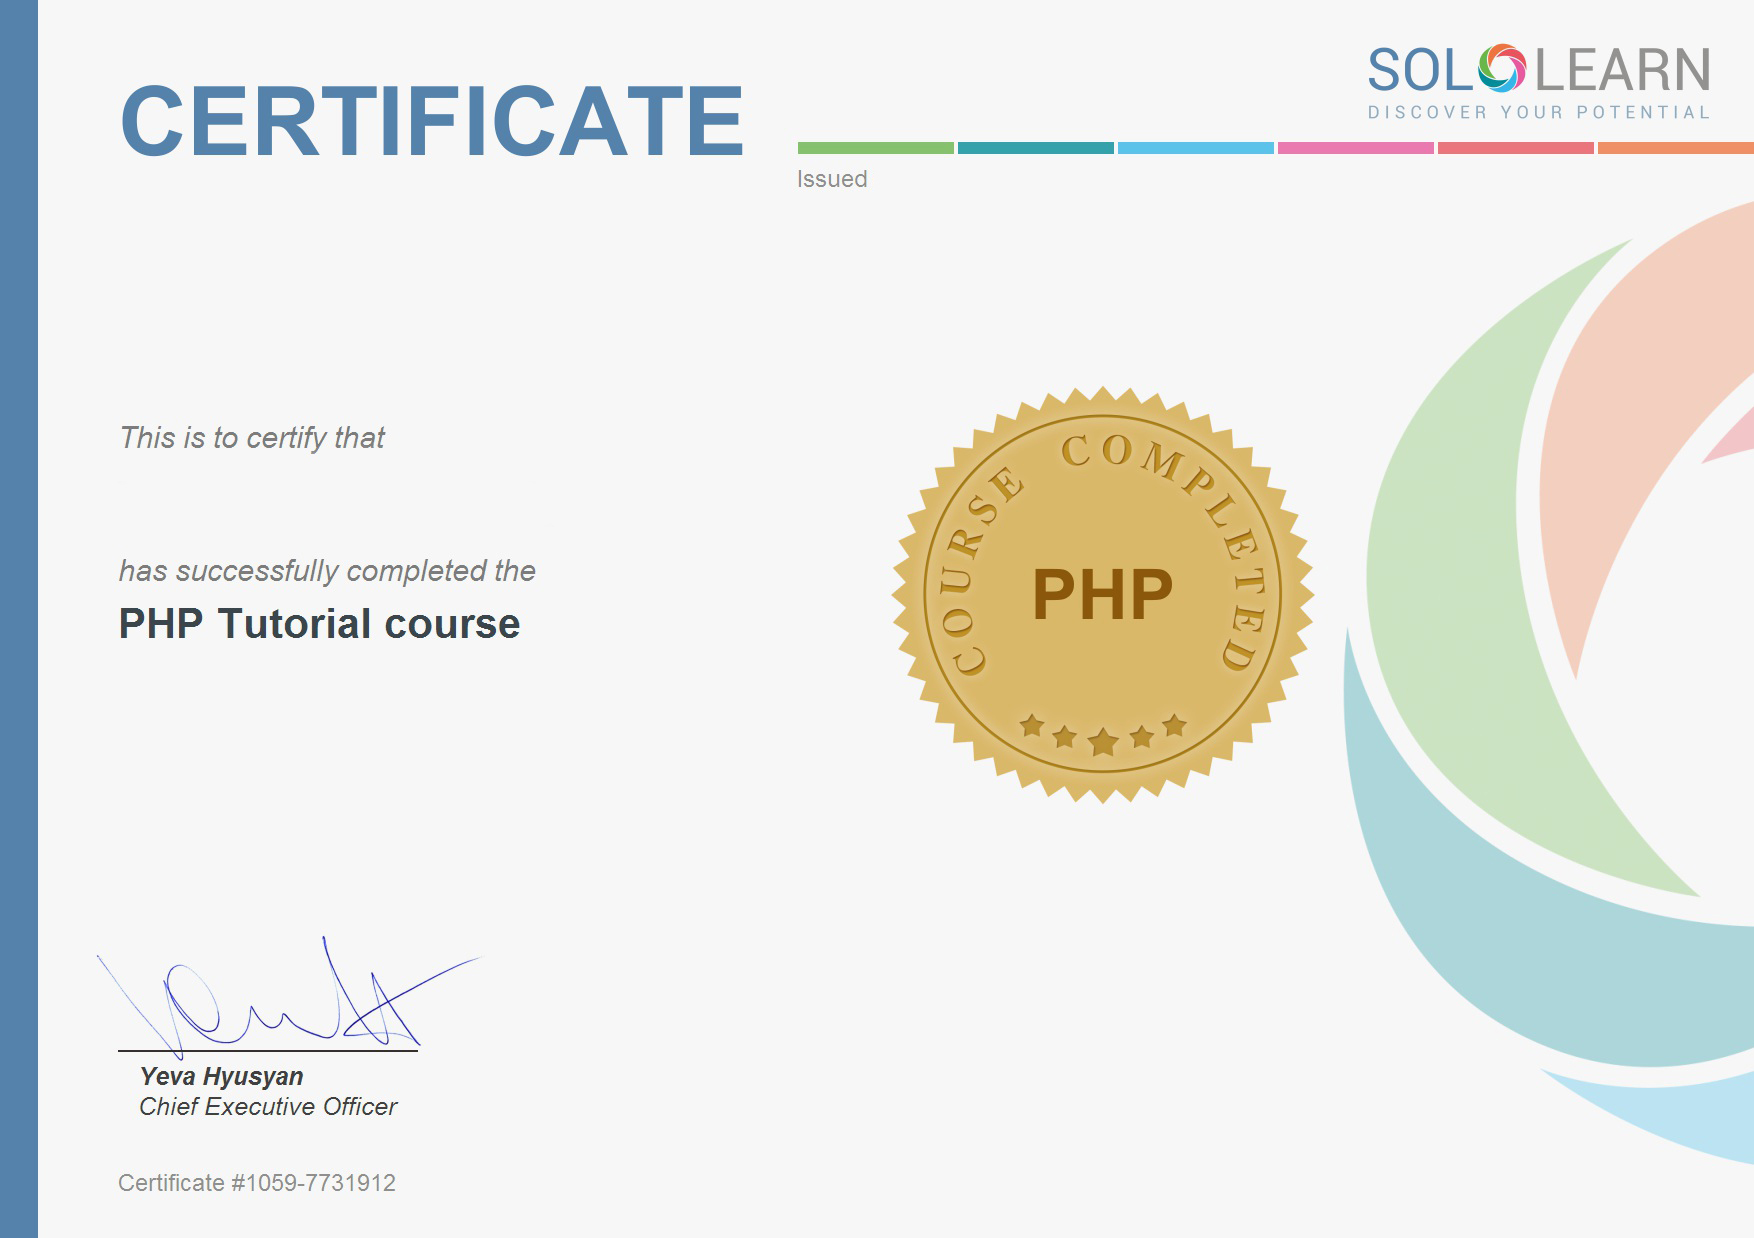 CERTIFICATE
SOLOLEARN
DISCOVER YOUR POTENTIAL
Issued
This is to certify that
has successfully completed the
PHP Tutorial course
COURSE COMPLETED
PHP
Yeva Hyusyan
Chief Executive Officer
Certificate #1059-7731912